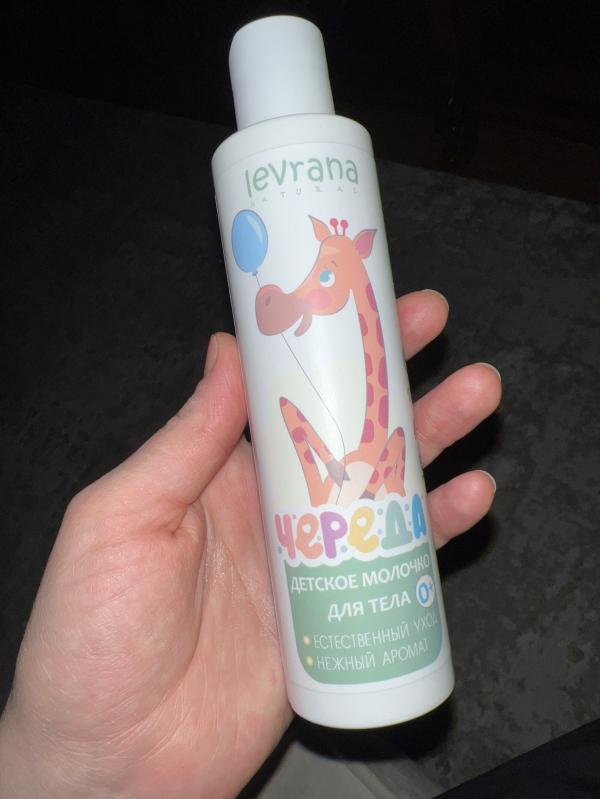 levrana
NATURAL
ЧЕРЕДА
ДЕТСКОЕ МОЛОЧКО
ДЛЯ ТЕЛА 0+
• ЕСТЕСТВЕННЫЙ УХОД
• НЕЖНЫЙ АРОМАТ